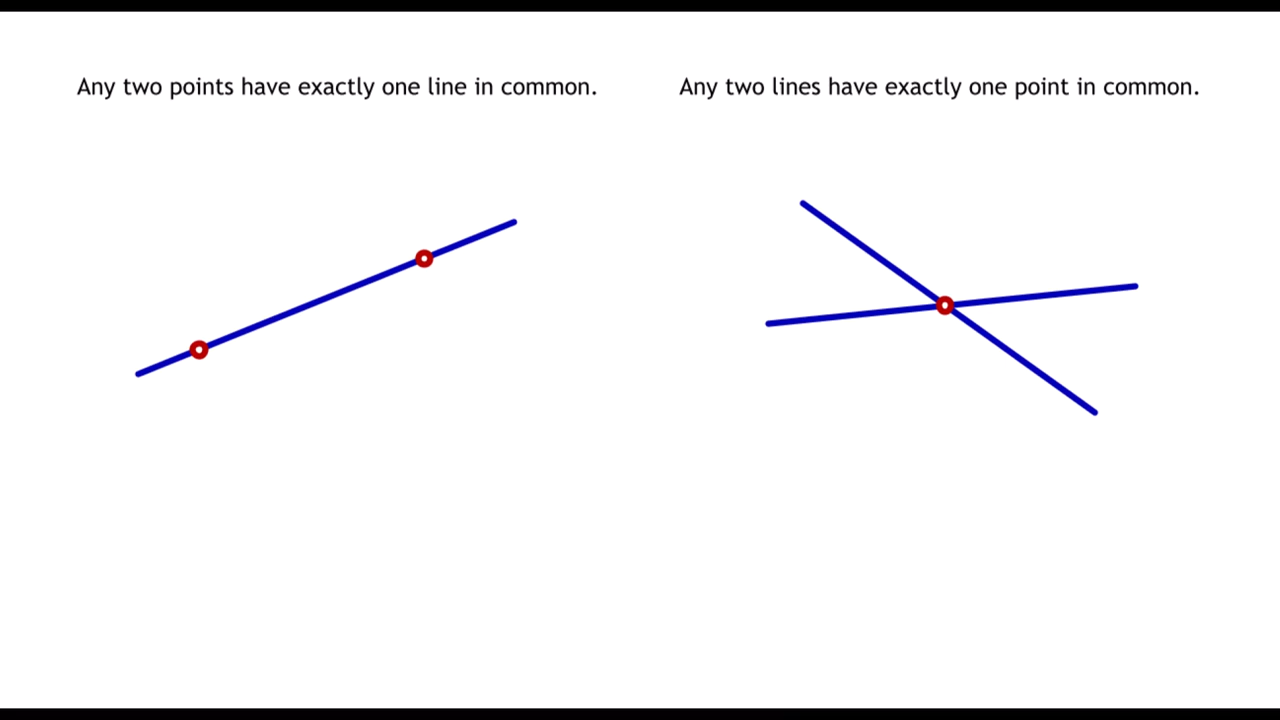 Any two points have exactly one line in common.
Any two lines have exactly one point in common.